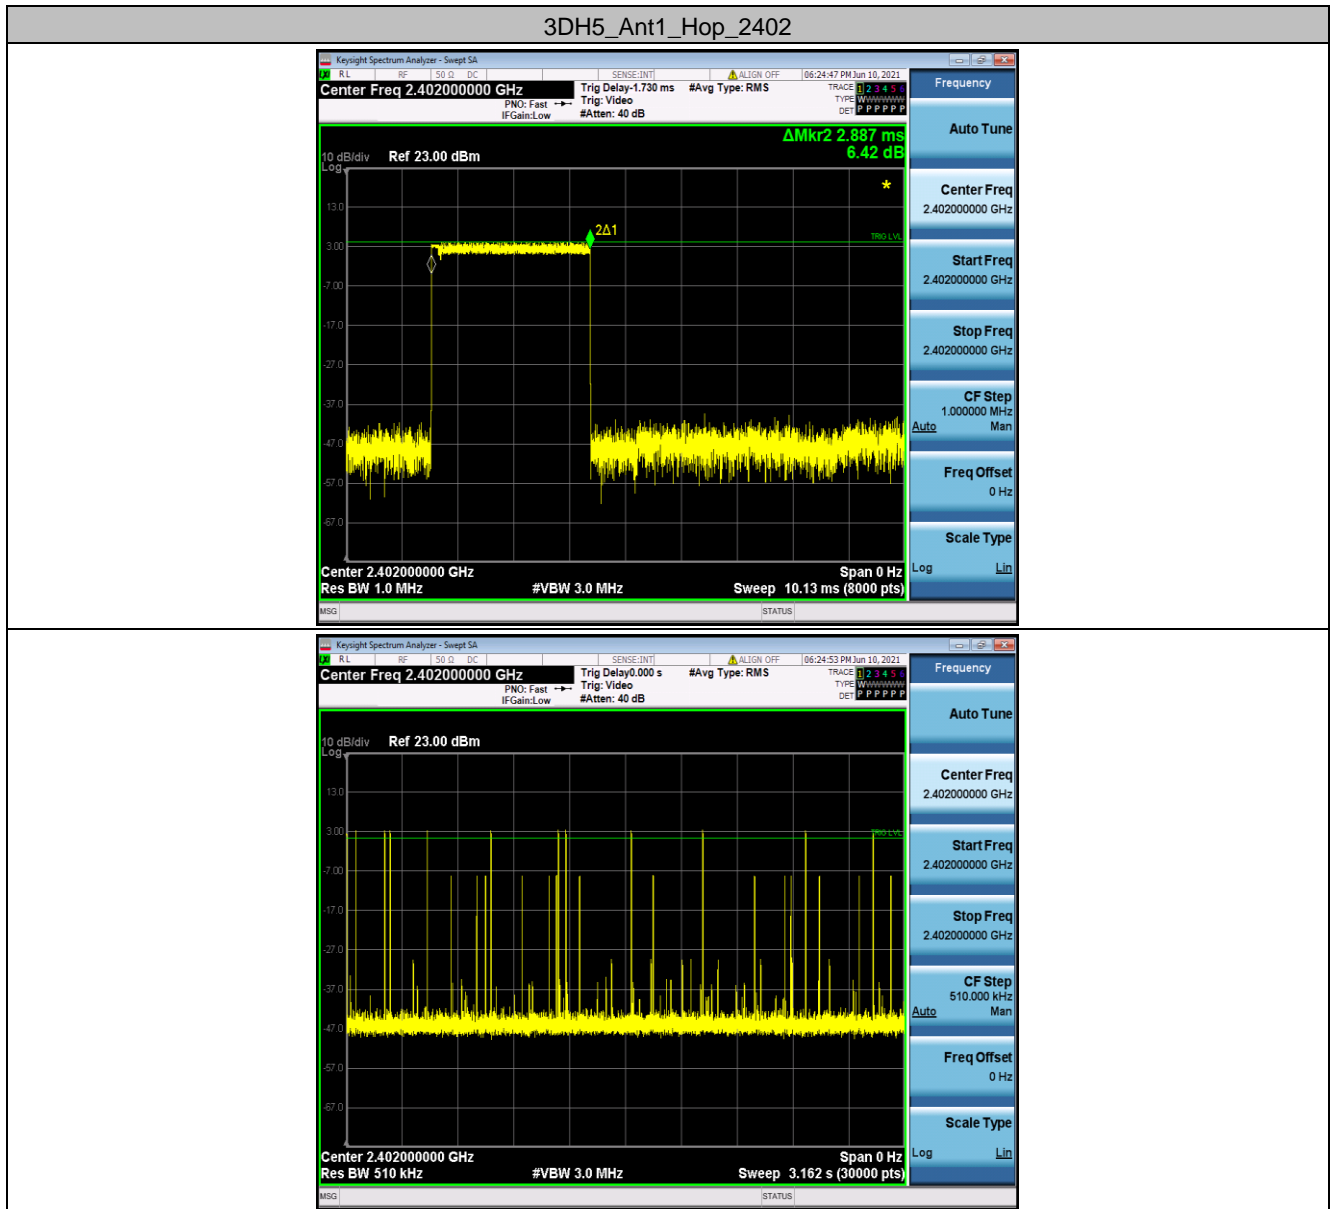 3DH5_Ant1_Hop_2402
Keysight Spectrum Analyzer - Swept SA
RL RF 50 Ω DC SENSE:INT ALIGN OFF 06:24:47 PM Jun 10, 2021
Center Freq 2.402000000 GHz
PNO: Fast
IFGain:Low
Trig Delay-1.730 ms
Trig: Video
#Atten: 40 dB
#Avg Type: RMS
TRACE 1 2 3 4 5 6
TYPE WWWWWW
DET P P P P P P
ΔMkr2 2.887 ms
6.42 dB
10 dB/div Ref 23.00 dBm
Log
13.0
3.00
-7.00
-17.0
-27.0
-37.0
-47.0
-57.0
-67.0
*
2Δ1
TRIG LVL
Center 2.402000000 GHz Span 0 Hz
Res BW 1.0 MHz #VBW 3.0 MHz Sweep 10.13 ms (8000 pts)
MSG STATUS
Frequency
Auto Tune
Center Freq
2.402000000 GHz
Start Freq
2.402000000 GHz
Stop Freq
2.402000000 GHz
CF Step
1.000000 MHz
Auto Man
Freq Offset
0 Hz
Scale Type
Log Lin
Keysight Spectrum Analyzer - Swept SA
RL RF 50 Ω DC SENSE:INT ALIGN OFF 06:24:53 PM Jun 10, 2021
Center Freq 2.402000000 GHz
PNO: Fast
IFGain:Low
Trig Delay0.000 s
Trig: Video
#Atten: 40 dB
#Avg Type: RMS
TRACE 1 2 3 4 5 6
TYPE WWWWWW
DET P P P P P P
10 dB/div Ref 23.00 dBm
Log
13.0
3.00
-7.00
-17.0
-27.0
-37.0
-47.0
-57.0
-67.0
TRIG LVL
Center 2.402000000 GHz Span 0 Hz
Res BW 510 kHz #VBW 3.0 MHz Sweep 3.162 s (30000 pts)
MSG STATUS
Frequency
Auto Tune
Center Freq
2.402000000 GHz
Start Freq
2.402000000 GHz
Stop Freq
2.402000000 GHz
CF Step
510.000 kHz
Auto Man
Freq Offset
0 Hz
Scale Type
Log Lin